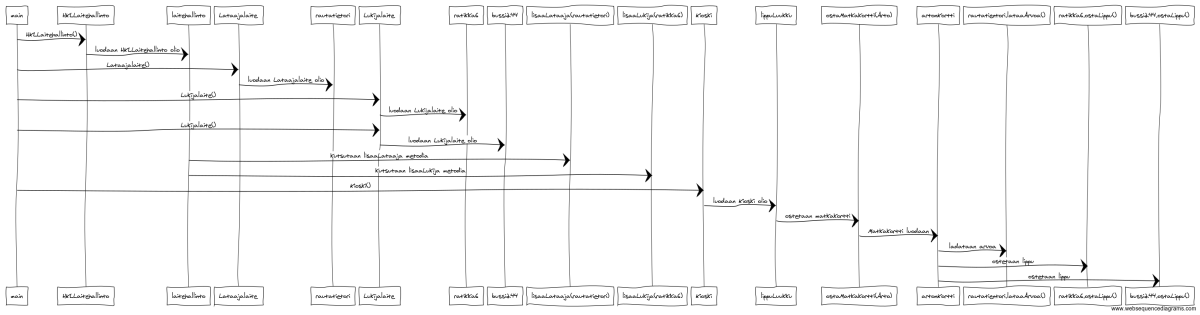 main HKLLaitehallinto laitehallinto Lataajalaite rautatietori Lukijalaite ratikka6 bussi244 lisaaLataaja(rautatietori) lisaaLukija(ratikka6) Kioski lippuLuukku ostaMatkakortti(Arto) artonKortti rautatietori.lataaArvoa() ratikka6.ostaLippu() bussi244.ostaLippu()
HKLLaitehallinto()
luodaan HKLLaitehallinto olio
Lataajalaite()
luodaan Lataajalaite olio
Lukijalaite()
luodaan Lukijalaite olio
Lukijalaite()
luodaan Lukijalaite olio
kutsutaan lisaaLataaja metodia
kutsutaan lisaaLukija metodia
Kioski()
luodaan Kioski olio
ostetaan matkakortti
Matkakortti luodaan
ladataan arvoa
ostetaan lippu
ostetaan lippu
main HKLLaitehallinto laitehallinto Lataajalaite rautatietori Lukijalaite ratikka6 bussi244 lisaaLataaja(rautatietori) lisaaLukija(ratikka6) Kioski lippuLuukku ostaMatkakortti(Arto) artonKortti rautatietori.lataaArvoa() ratikka6.ostaLippu() bussi244.ostaLippu()
www.websequencediagrams.com